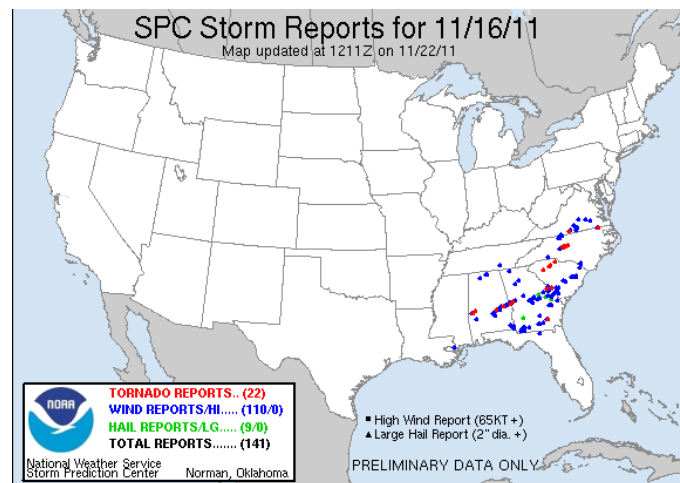 SPC Storm Reports for 11/16/11
Map updated at 1211Z on 11/22/11
NOAA
TORNADO REPORTS.. (22)
WIND REPORTS/HI..... (110/0)
HAIL REPORTS/LG..... (9/0)
TOTAL REPORTS....... (141)
National Weather Service
Storm Prediction Center
Norman, Oklahoma
High Wind Report (65KT +)
Large Hail Report (2" dia. +)
PRELIMINARY DATA ONLY